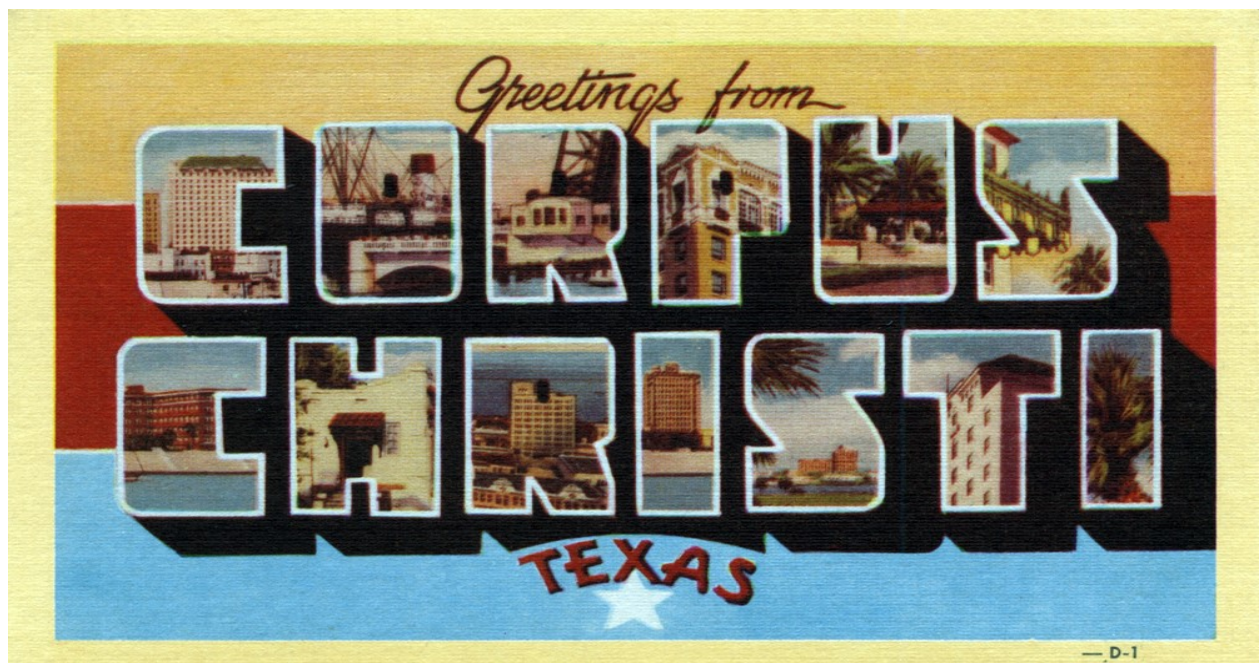 Greetings from
CORPUS
CHRISTI
TEXAS
— D-1